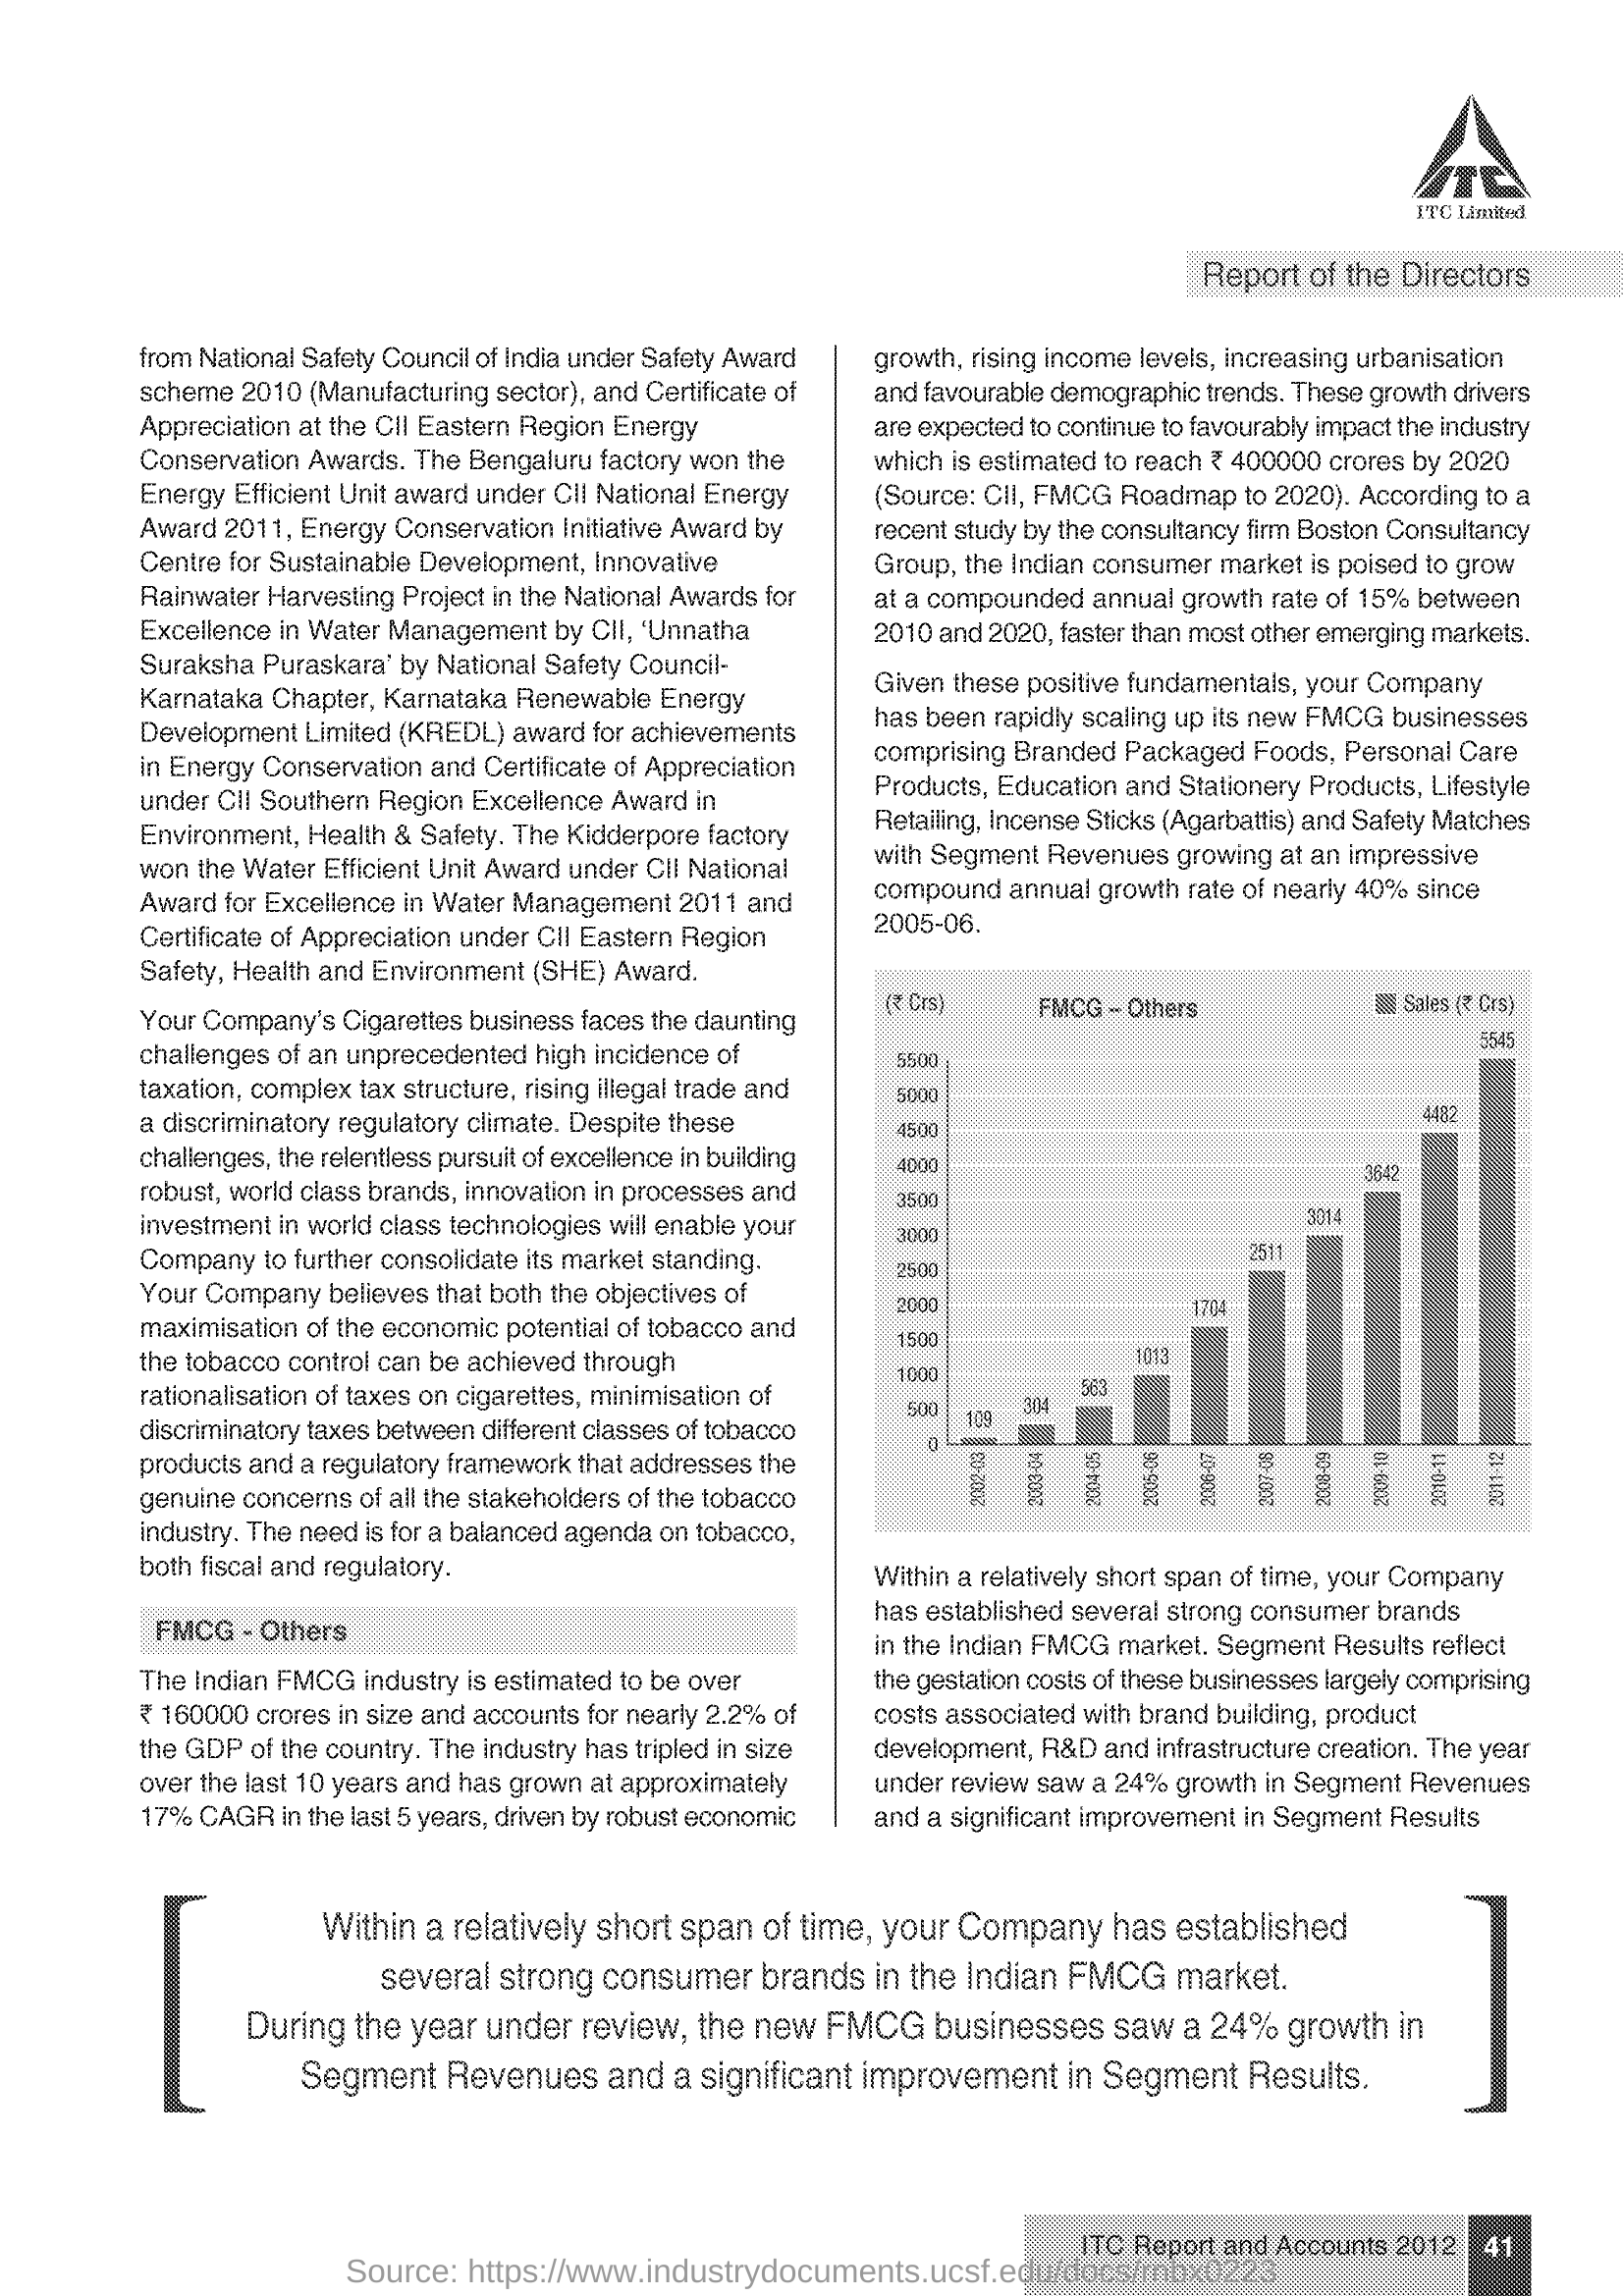 ITC
ITC Limited
Report of the Directors
from National Safety Council of India under Safety Award
scheme 2010 (Manufacturing sector), and Certificate of
Appreciation at the CII Eastern Region Energy
Conservation Awards. The Bengaluru factory won the
Energy Efficient Unit award under CII National Energy
Award 2011, Energy Conservation Initiative Award by
Centre for Sustainable Development, Innovative
Rainwater Harvesting Project in the National Awards for
Excellence in Water Management by CII, 'Unnatha
Suraksha Puraskara' by National Safety Council-
Karnataka Chapter, Karnataka Renewable Energy
Development Limited (KREDL) award for achievements
in Energy Conservation and Certificate of Appreciation
under CII Southern Region Excellence Award in
Environment, Health & Safety. The Kidderpore factory
won the Water Efficient Unit Award under CII National
Award for Excellence in Water Management 2011 and
Certificate of Appreciation under CII Eastern Region
Safety, Health and Environment (SHE) Award.
Your Company's Cigarettes business faces the daunting
challenges of an unprecedented high incidence of
taxation, complex tax structure, rising illegal trade and
a discriminatory regulatory climate. Despite these
challenges, the relentless pursuit of excellence in building
robust, world class brands, innovation in processes and
investment in world class technologies will enable your
Company to further consolidate its market standing.
Your Company believes that both the objectives of
maximisation of the economic potential of tobacco and
the tobacco control can be achieved through
rationalisation of taxes on cigarettes, minimisation of
discriminatory taxes between different classes of tobacco
products and a regulatory framework that addresses the
genuine concerns of all the stakeholders of the tobacco
industry. The need is for a balanced agenda on tobacco,
both fiscal and regulatory.
FMCG - Others
The Indian FMCG industry is estimated to be over
₹ 160000 crores in size and accounts for nearly 2.2% of
the GDP of the country. The industry has tripled in size
over the last 10 years and has grown at approximately
17% CAGR in the last 5 years, driven by robust economic
growth, rising income levels, increasing urbanisation
and favourable demographic trends. These growth drivers
are expected to continue to favourably impact the industry
which is estimated to reach ₹ 400000 crores by 2020
(Source: CII, FMCG Roadmap to 2020). According to a
recent study by the consultancy firm Boston Consultancy
Group, the Indian consumer market is poised to grow
at a compounded annual growth rate of 15% between
2010 and 2020, faster than most other emerging markets.
Given these positive fundamentals, your Company
has been rapidly scaling up its new FMCG businesses
comprising Branded Packaged Foods, Personal Care
Products, Education and Stationery Products, Lifestyle
Retailing, Incense Sticks (Agarbattis) and Safety Matches
with Segment Revenues growing at an impressive
compound annual growth rate of nearly 40% since
2005-06.
(₹ Crs) FMCG – Others Sales (₹ Crs)
5500
5000
4500
4000
3500
3000
2500
2000
1500
1000
500
0
109 304 563 1013 1704 2511 3014 3642 4482 5545
2002-03 2003-04 2004-05 2005-06 2006-07 2007-08 2008-09 2009-10 2010-11 2011-12
Within a relatively short span of time, your Company
has established several strong consumer brands
in the Indian FMCG market. Segment Results reflect
the gestation costs of these businesses largely comprising
costs associated with brand building, product
development, R&D and infrastructure creation. The year
under review saw a 24% growth in Segment Revenues
and a significant improvement in Segment Results
Within a relatively short span of time, your Company has established
several strong consumer brands in the Indian FMCG market.
During the year under review, the new FMCG businesses saw a 24% growth in
Segment Revenues and a significant improvement in Segment Results.
ITC Report and Accounts 2012 41
Source: https://www.industrydocuments.ucsf.edu/docs/mbx0223